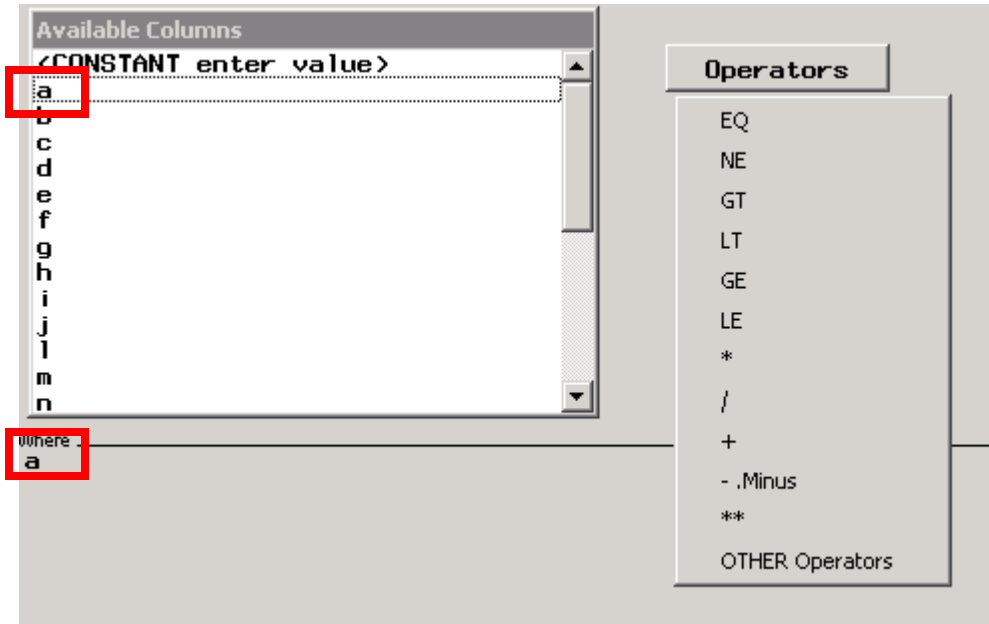 Available Columns
<CONSTANT enter value>
a
b
c
d
e
f
g
h
i
j
l
m
n
Where
a
Operators
EQ
NE
GT
LT
GE
LE
*
/
+
- .Minus
**
OTHER Operators